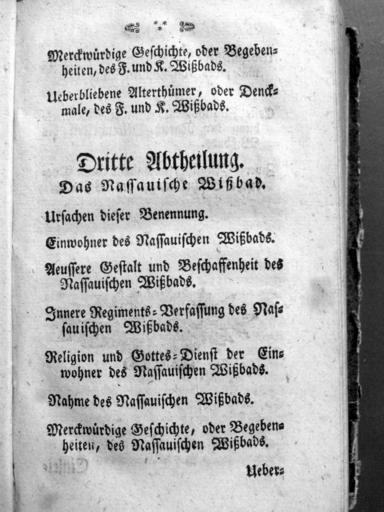 Merckwürdige Geschichte, oder Begeben-
heiten, des F. und K. Wißbads.
Ueberbliebene Alterthümer, oder Denck-
male, des F. und K. Wißbads.
Dritte Abtheilung.
Das Nassauische Wißbad.
Ursachen dieser Benennung.
Einwohner des Nassauischen Wißbads.
Aeussere Gestalt und Beschaffenheit des
Nassauischen Wißbads.
Innere Regiments-Verfassung des Nas-
sauischen Wißbads.
Religion und Gottes-Dienst der Ein-
wohner des Nassauischen Wißbads.
Nahme des Nassauischen Wißbads.
Merckwürdige Geschichte, oder Begeben-
heiten, des Nassauischen Wißbads.
Ueber-